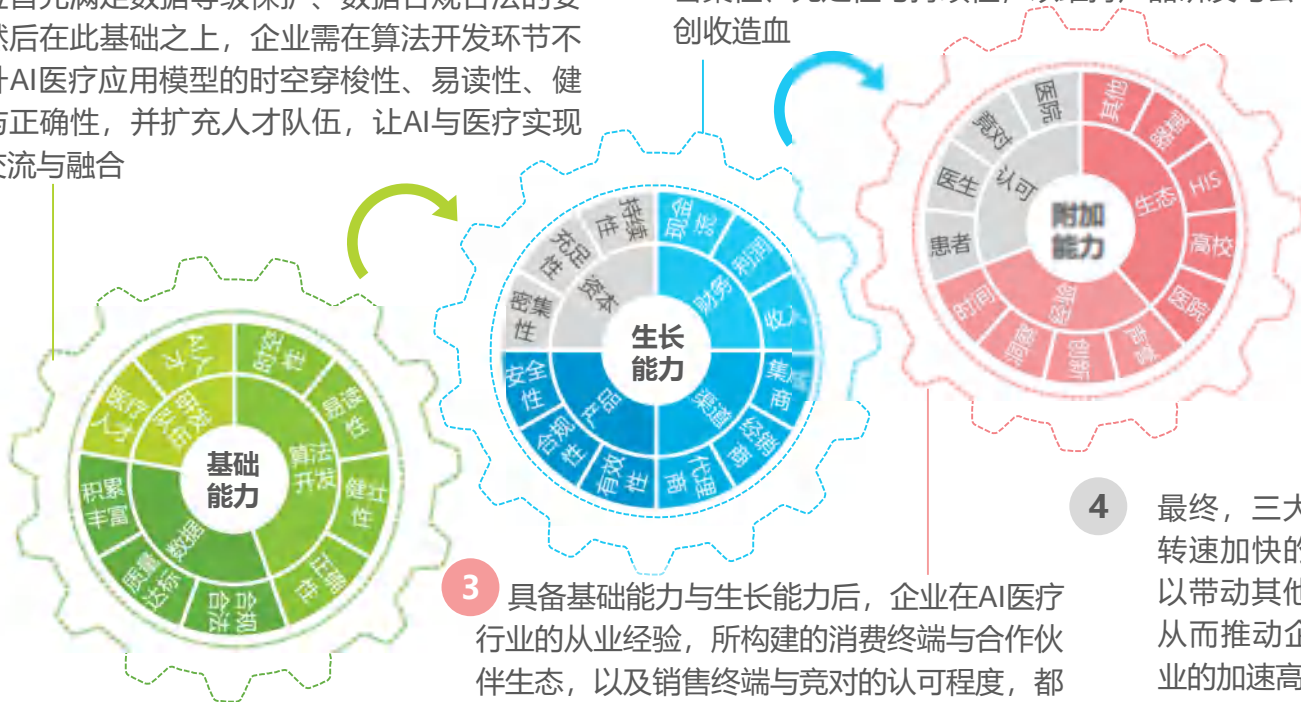 然后在此基础之上，企业需在算法开发环节不
AI医疗应用模型的时空穿梭性、易读性、健
正确性，并扩充人才队伍，让AI与医疗实现
交流与融合
创收造血
基础
能力
研发
算法
开发
数据
医疗
人才
AI人
才
时空
性
易读
性
健壮
性
正确
性
合规
合法
质量
达标
积累
丰富
生长
能力
资本
财务
渠道
产品
密集
性
充足
性
持续
性
现金
流
利润
收入
集成
商
经销
商
代理
商
有效
性
合规
性
安全
性
附加
能力
认可
生态
经验
患者
医生
竞对
医院
其他
器械
HIS
高校
医院
声誉
创新
时间
3
具备基础能力与生长能力后，企业在AI医疗
行业的从业经验，所构建的消费终端与合作伙
伴生态，以及销售终端与竞对的认可程度，都
4
最终，三大
转速加快的
以带动其他
从而推动企
业的加速高